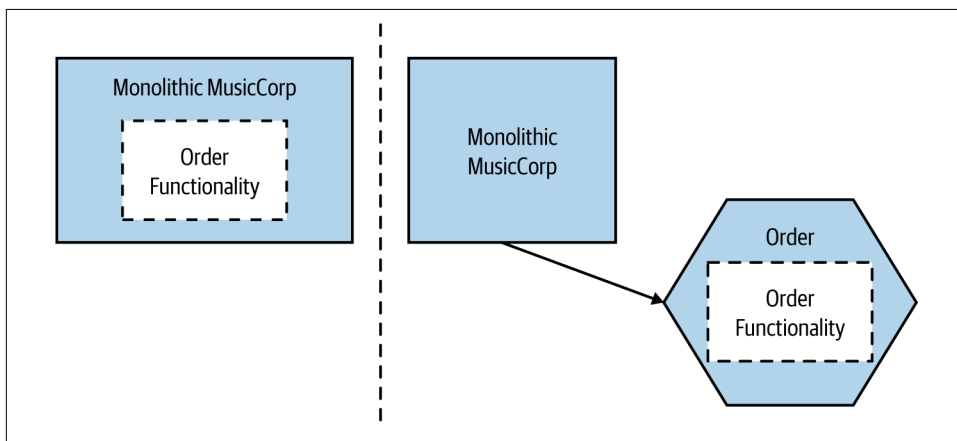 Monolithic MusicCorp
Order
Functionality
Monolithic
MusicCorp
Order
Order
Functionality